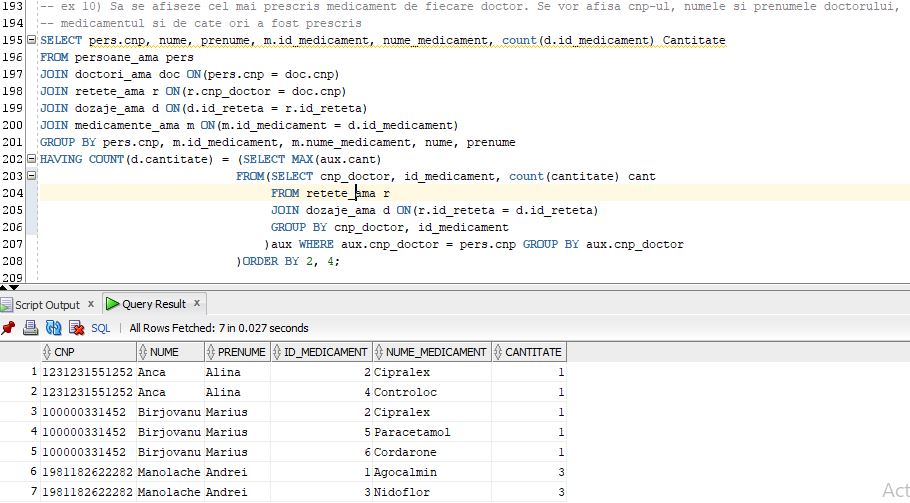 193 -- ex 10) Sa se afiseze cel mai prescris medicament de fiecare doctor. Se vor afisa cnp-ul, numele si prenumele doctorului,
194 -- medicamentul si de cate ori a fost prescris
195 SELECT pers.cnp, nume, prenume, m.id_medicament, nume_medicament, count(d.id_medicament) Cantitate
196 FROM persoane_ama pers
197 JOIN doctori_ama doc ON(pers.cnp = doc.cnp)
198 JOIN retete_ama r ON(r.cnp_doctor = doc.cnp)
199 JOIN dozaje_ama d ON(d.id_reteta = r.id_reteta)
200 JOIN medicamente_ama m ON(m.id_medicament = d.id_medicament)
201 GROUP BY pers.cnp, m.id_medicament, m.nume_medicament, nume, prenume
202 HAVING COUNT(d.cantitate) = (SELECT MAX(aux.cant)
203 FROM(SELECT cnp_doctor, id_medicament, count(cantitate) cant
204 FROM retete_ama r
205 JOIN dozaje_ama d ON(r.id_reteta = d.id_reteta)
206 GROUP BY cnp_doctor, id_medicament
207 )aux WHERE aux.cnp_doctor = pers.cnp GROUP BY aux.cnp_doctor
208 )ORDER BY 2, 4;
209
Script Output x Query Result x
SQL | All Rows Fetched: 7 in 0.027 seconds
CNP NUME PRENUME ID_MEDICAMENT NUME_MEDICAMENT CANTITATE
1 1231231551252 Anca Alina 2 Cipralex 1
2 1231231551252 Anca Alina 4 Controloc 1
3 100000331452 Birjovanu Marius 2 Cipralex 1
4 100000331452 Birjovanu Marius 5 Paracetamol 1
5 100000331452 Birjovanu Marius 6 Cordarone 1
6 1981182622282 Manolache Andrei 1 Agocalmin 3
7 1981182622282 Manolache Andrei 3 Nidoflor 3
Act